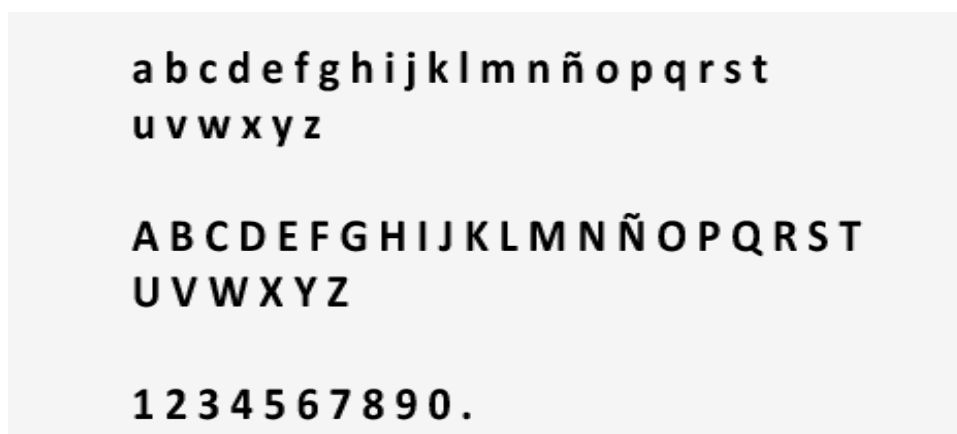 a b c d e f g h i j k l m n ñ o p q r s t
u v w x y z
A B C D E F G H I J K L M N Ñ O P Q R S T
U V W X Y Z
1 2 3 4 5 6 7 8 9 0 .